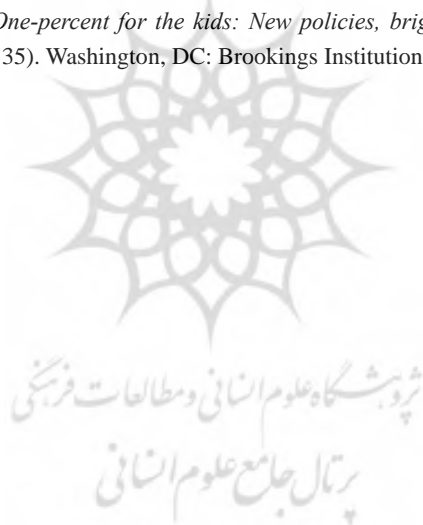 One-percent for the kids: New policies, brig
35). Washington, DC: Brookings Institution
پژوهشگاه علوم انسانی و مطالعات فرهنگی
پرتال جامع علوم انسانی